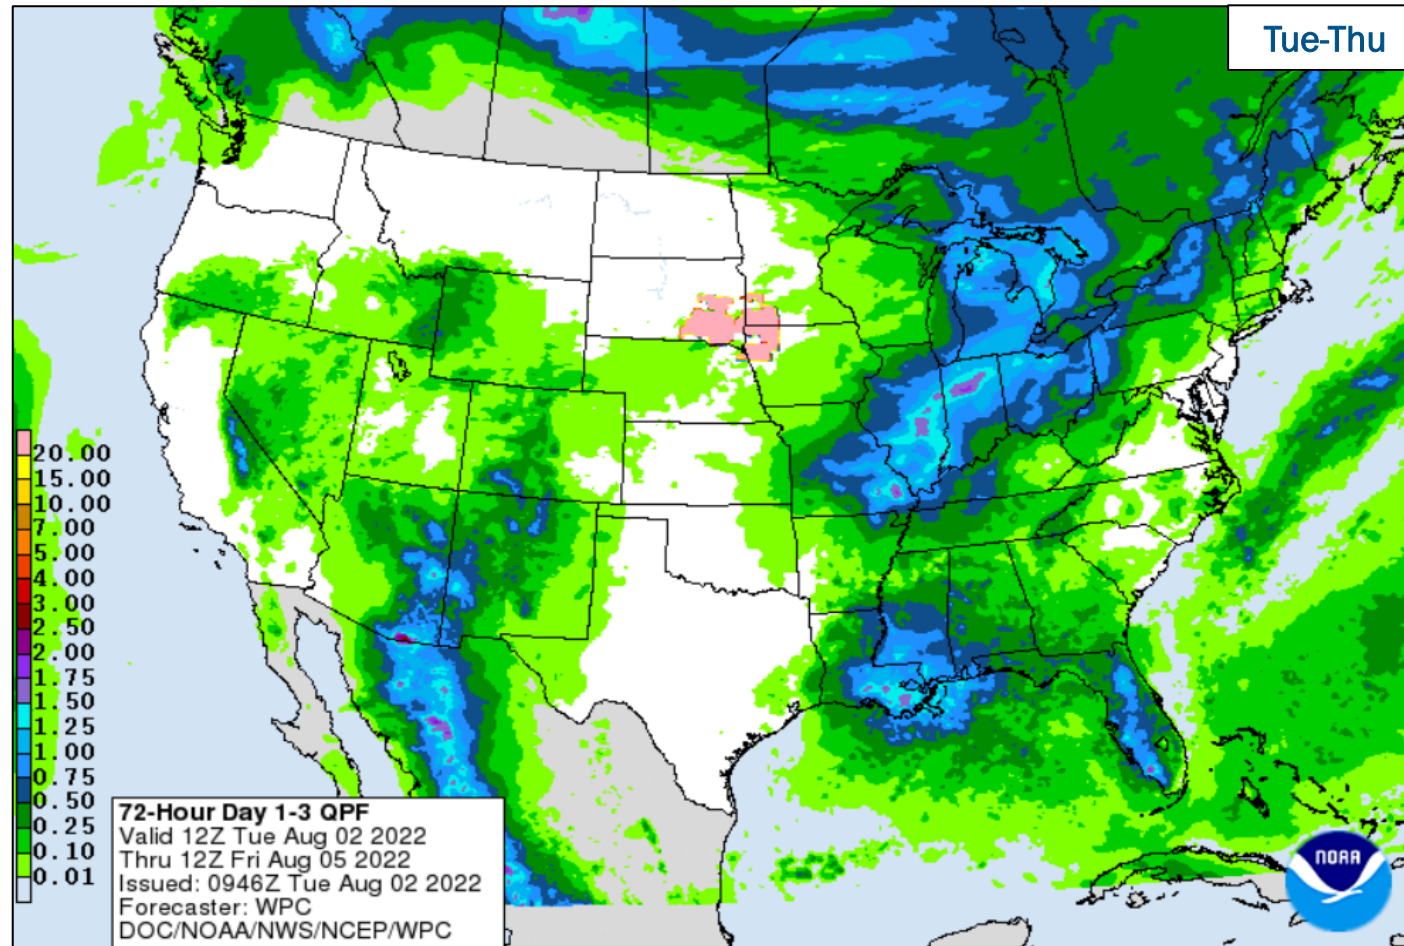 Tue-Thu
20.00
15.00
10.00
7.00
5.00
4.00
3.00
2.50
2.00
1.75
1.50
1.25
1.00
0.75
0.50
0.25
0.10
0.01
72-Hour Day 1-3 QPF
Valid 12Z Tue Aug 02 2022
Thru 12Z Fri Aug 05 2022
Issued: 0946Z Tue Aug 02 2022
Forecaster: WPC
DOC/NOAA/NWS/NCEP/WPC
NOAA